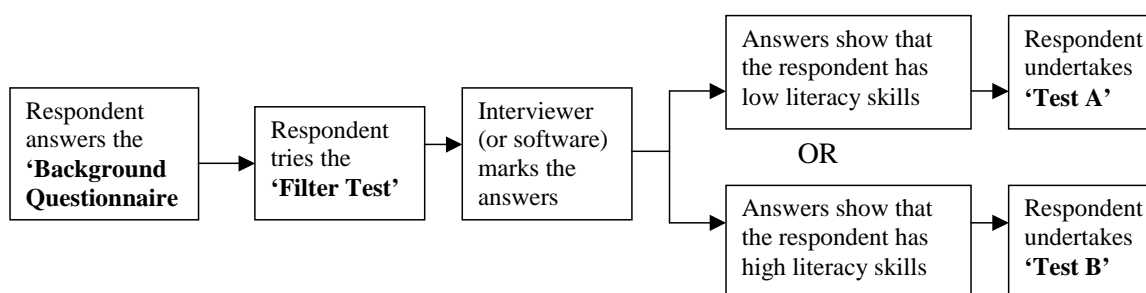 Respondent
answers the
‘Background
Questionnaire
Respondent
tries the
‘Filter Test’
Interviewer
(or software)
marks the
answers
Answers show that
the respondent has
low literacy skills
Respondent
undertakes
‘Test A’
OR
Answers show that
the respondent has
high literacy skills
Respondent
undertakes
‘Test B’